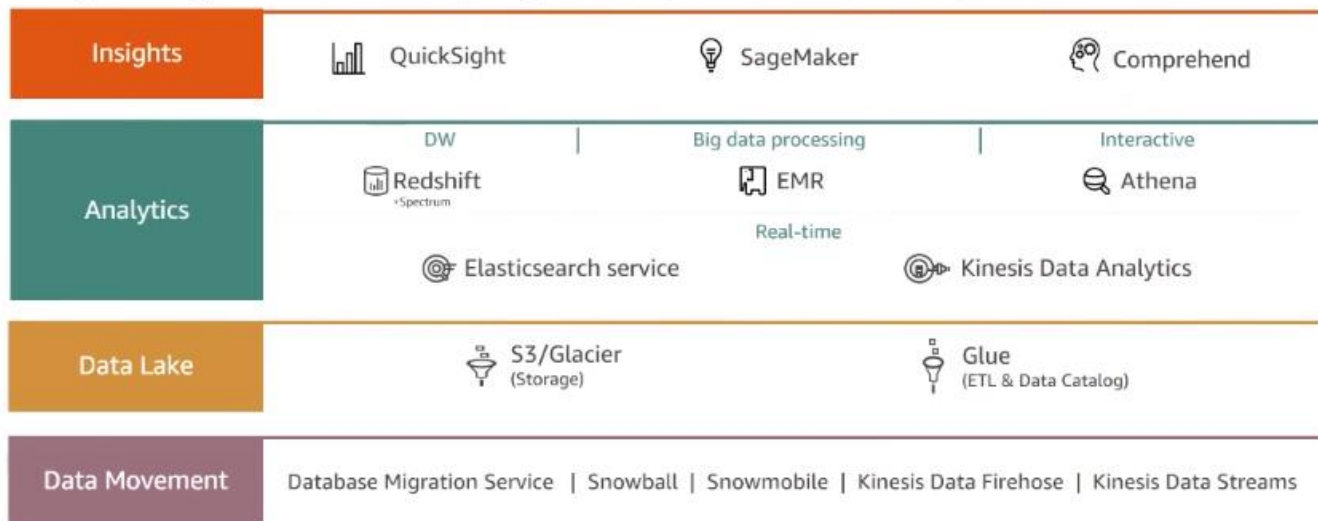 Insights
QuickSight
SageMaker
Comprehend
Analytics
DW | Big data processing | Interactive
Redshift
+Spectrum
EMR
Athena
Real-time
Elasticsearch service
Kinesis Data Analytics
Data Lake
S3/Glacier
(Storage)
Glue
(ETL & Data Catalog)
Data Movement
Database Migration Service | Snowball | Snowmobile | Kinesis Data Firehose | Kinesis Data Streams